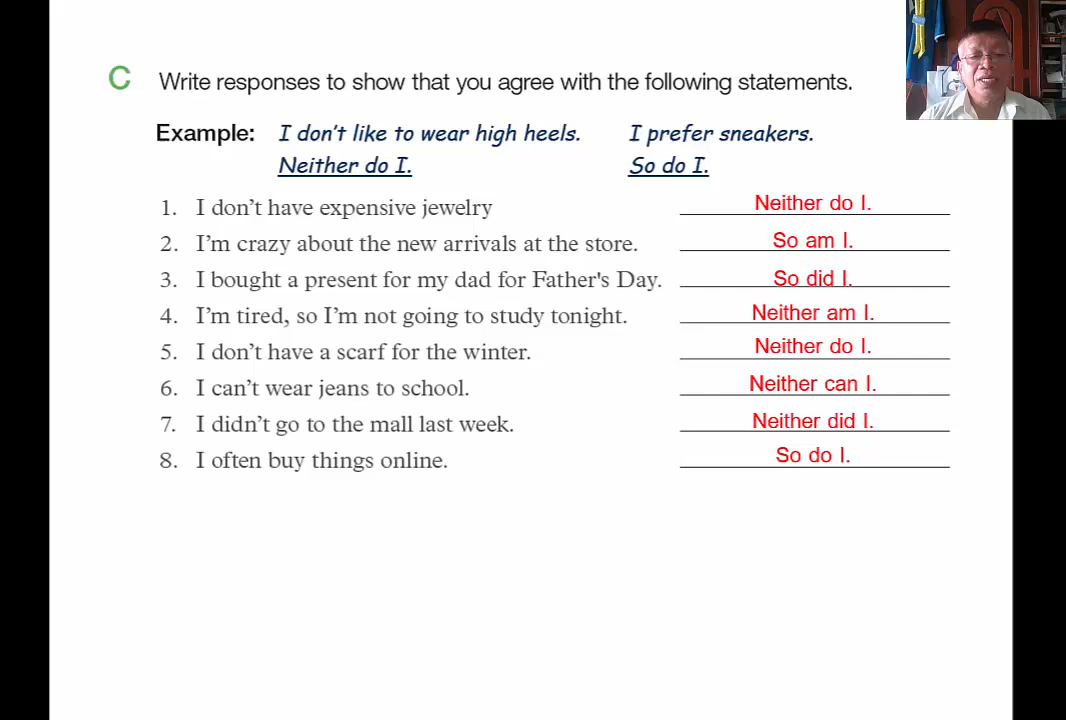 C Write responses to show that you agree with the following statements.
Example: I don't like to wear high heels. I prefer sneakers.
Neither do I. So do I.
1. I don't have expensive jewelry Neither do I.
2. I'm crazy about the new arrivals at the store. So am I.
3. I bought a present for my dad for Father's Day. So did I.
4. I'm tired, so I'm not going to study tonight. Neither am I.
5. I don't have a scarf for the winter. Neither do I.
6. I can't wear jeans to school. Neither can I.
7. I didn't go to the mall last week. Neither did I.
8. I often buy things online. So do I.